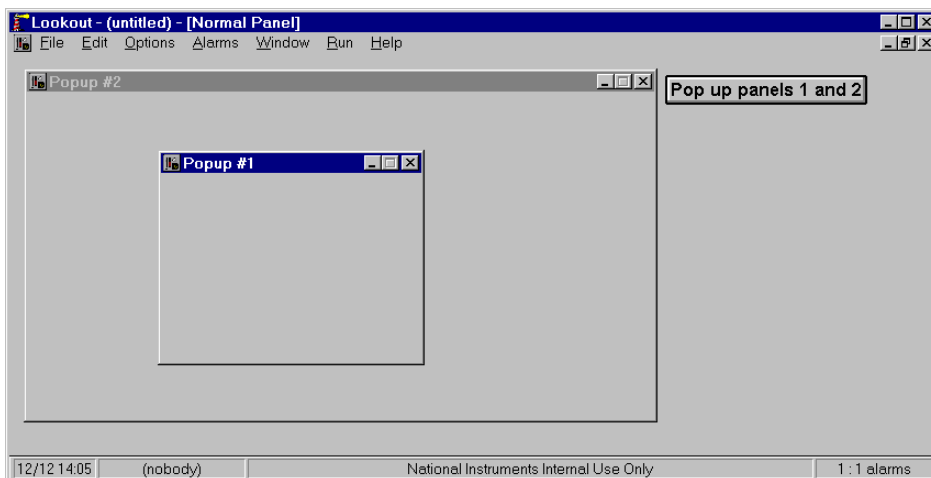 Lookout - (untitled) - [Normal Panel]
File Edit Options Alarms Window Run Help
Popup #2
Pop up panels 1 and 2
Popup #1
12/12 14:05 (nobody) National Instruments Internal Use Only 1 : 1 alarms